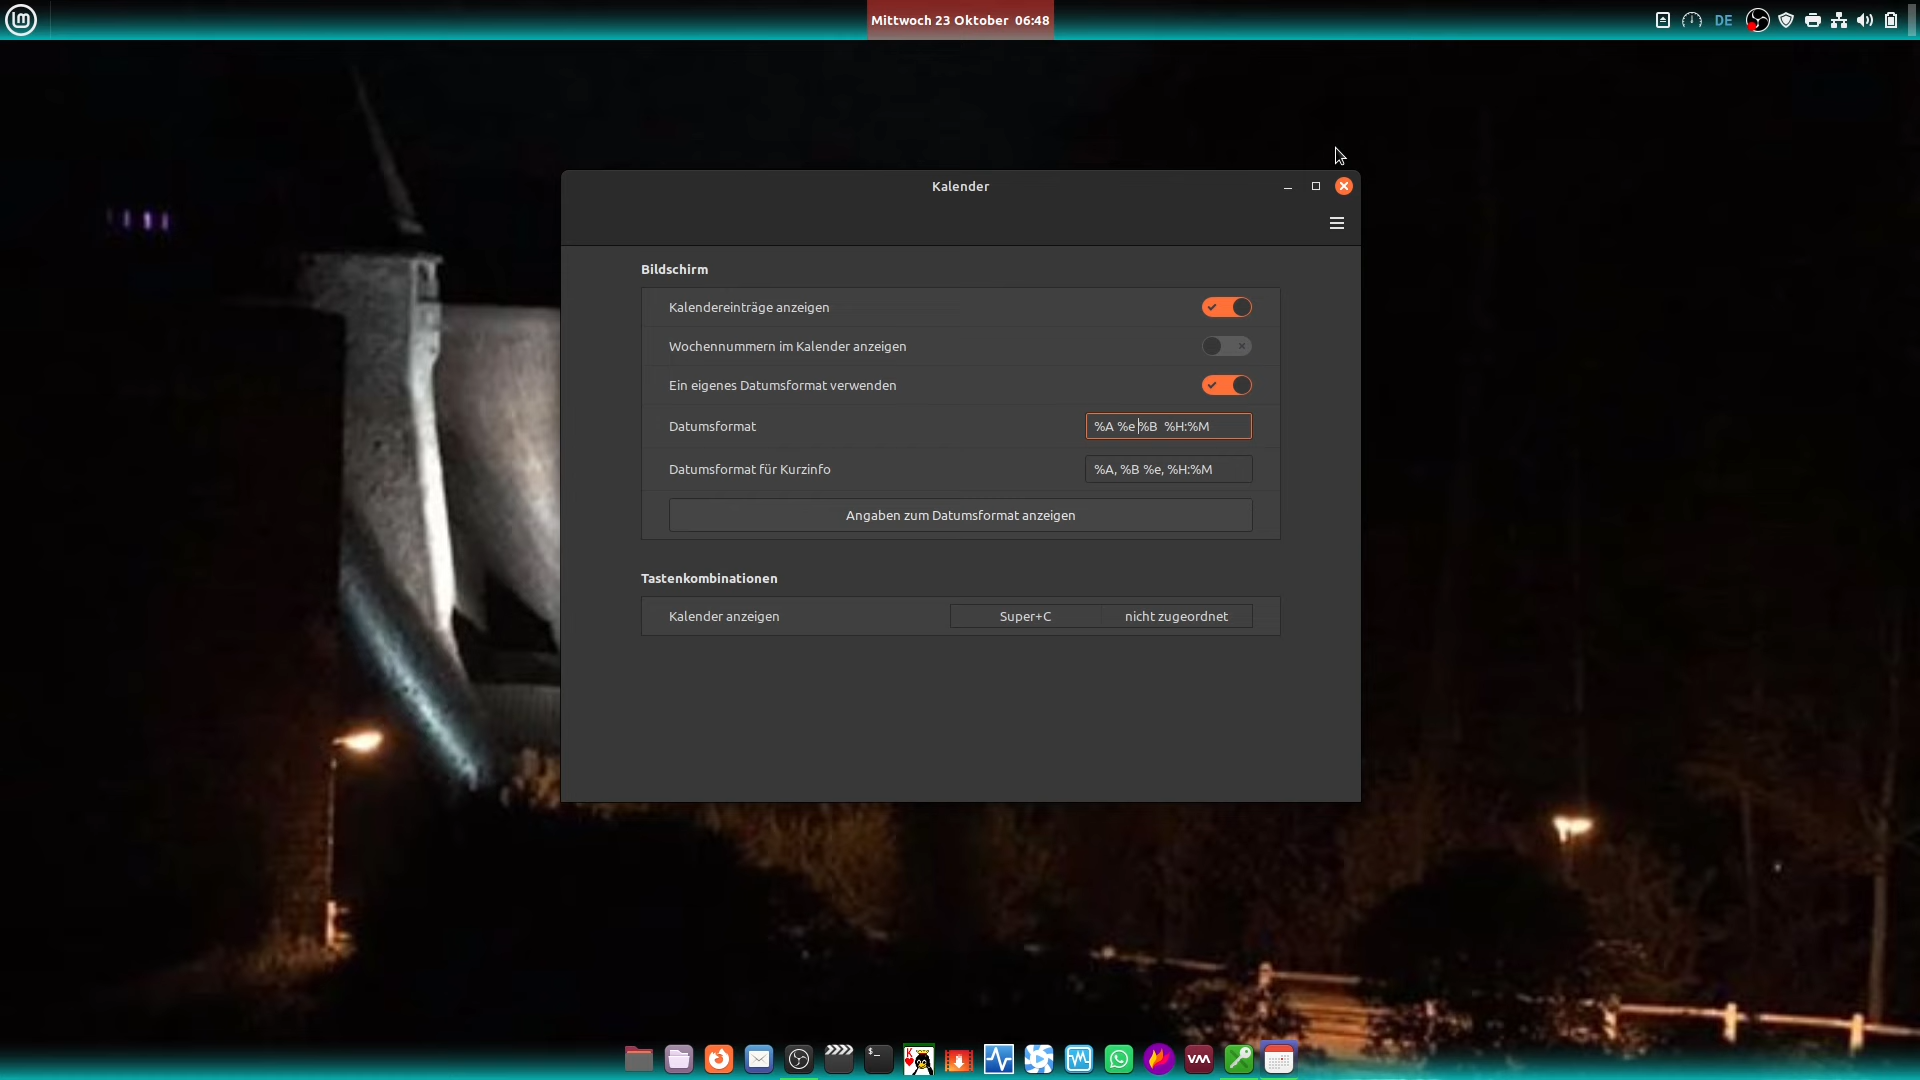 Mittwoch 23 Oktober  06:48
DE
Kalender
Bildschirm
Kalendereinträge anzeigen
Wochennummern im Kalender anzeigen
Ein eigenes Datumsformat verwenden
Datumsformat
%A %e %B  %H:%M
Datumsformat für Kurzinfo
%A, %B %e, %H:%M
Angaben zum Datumsformat anzeigen
Tastenkombinationen
Kalender anzeigen
Super+C
nicht zugeordnet